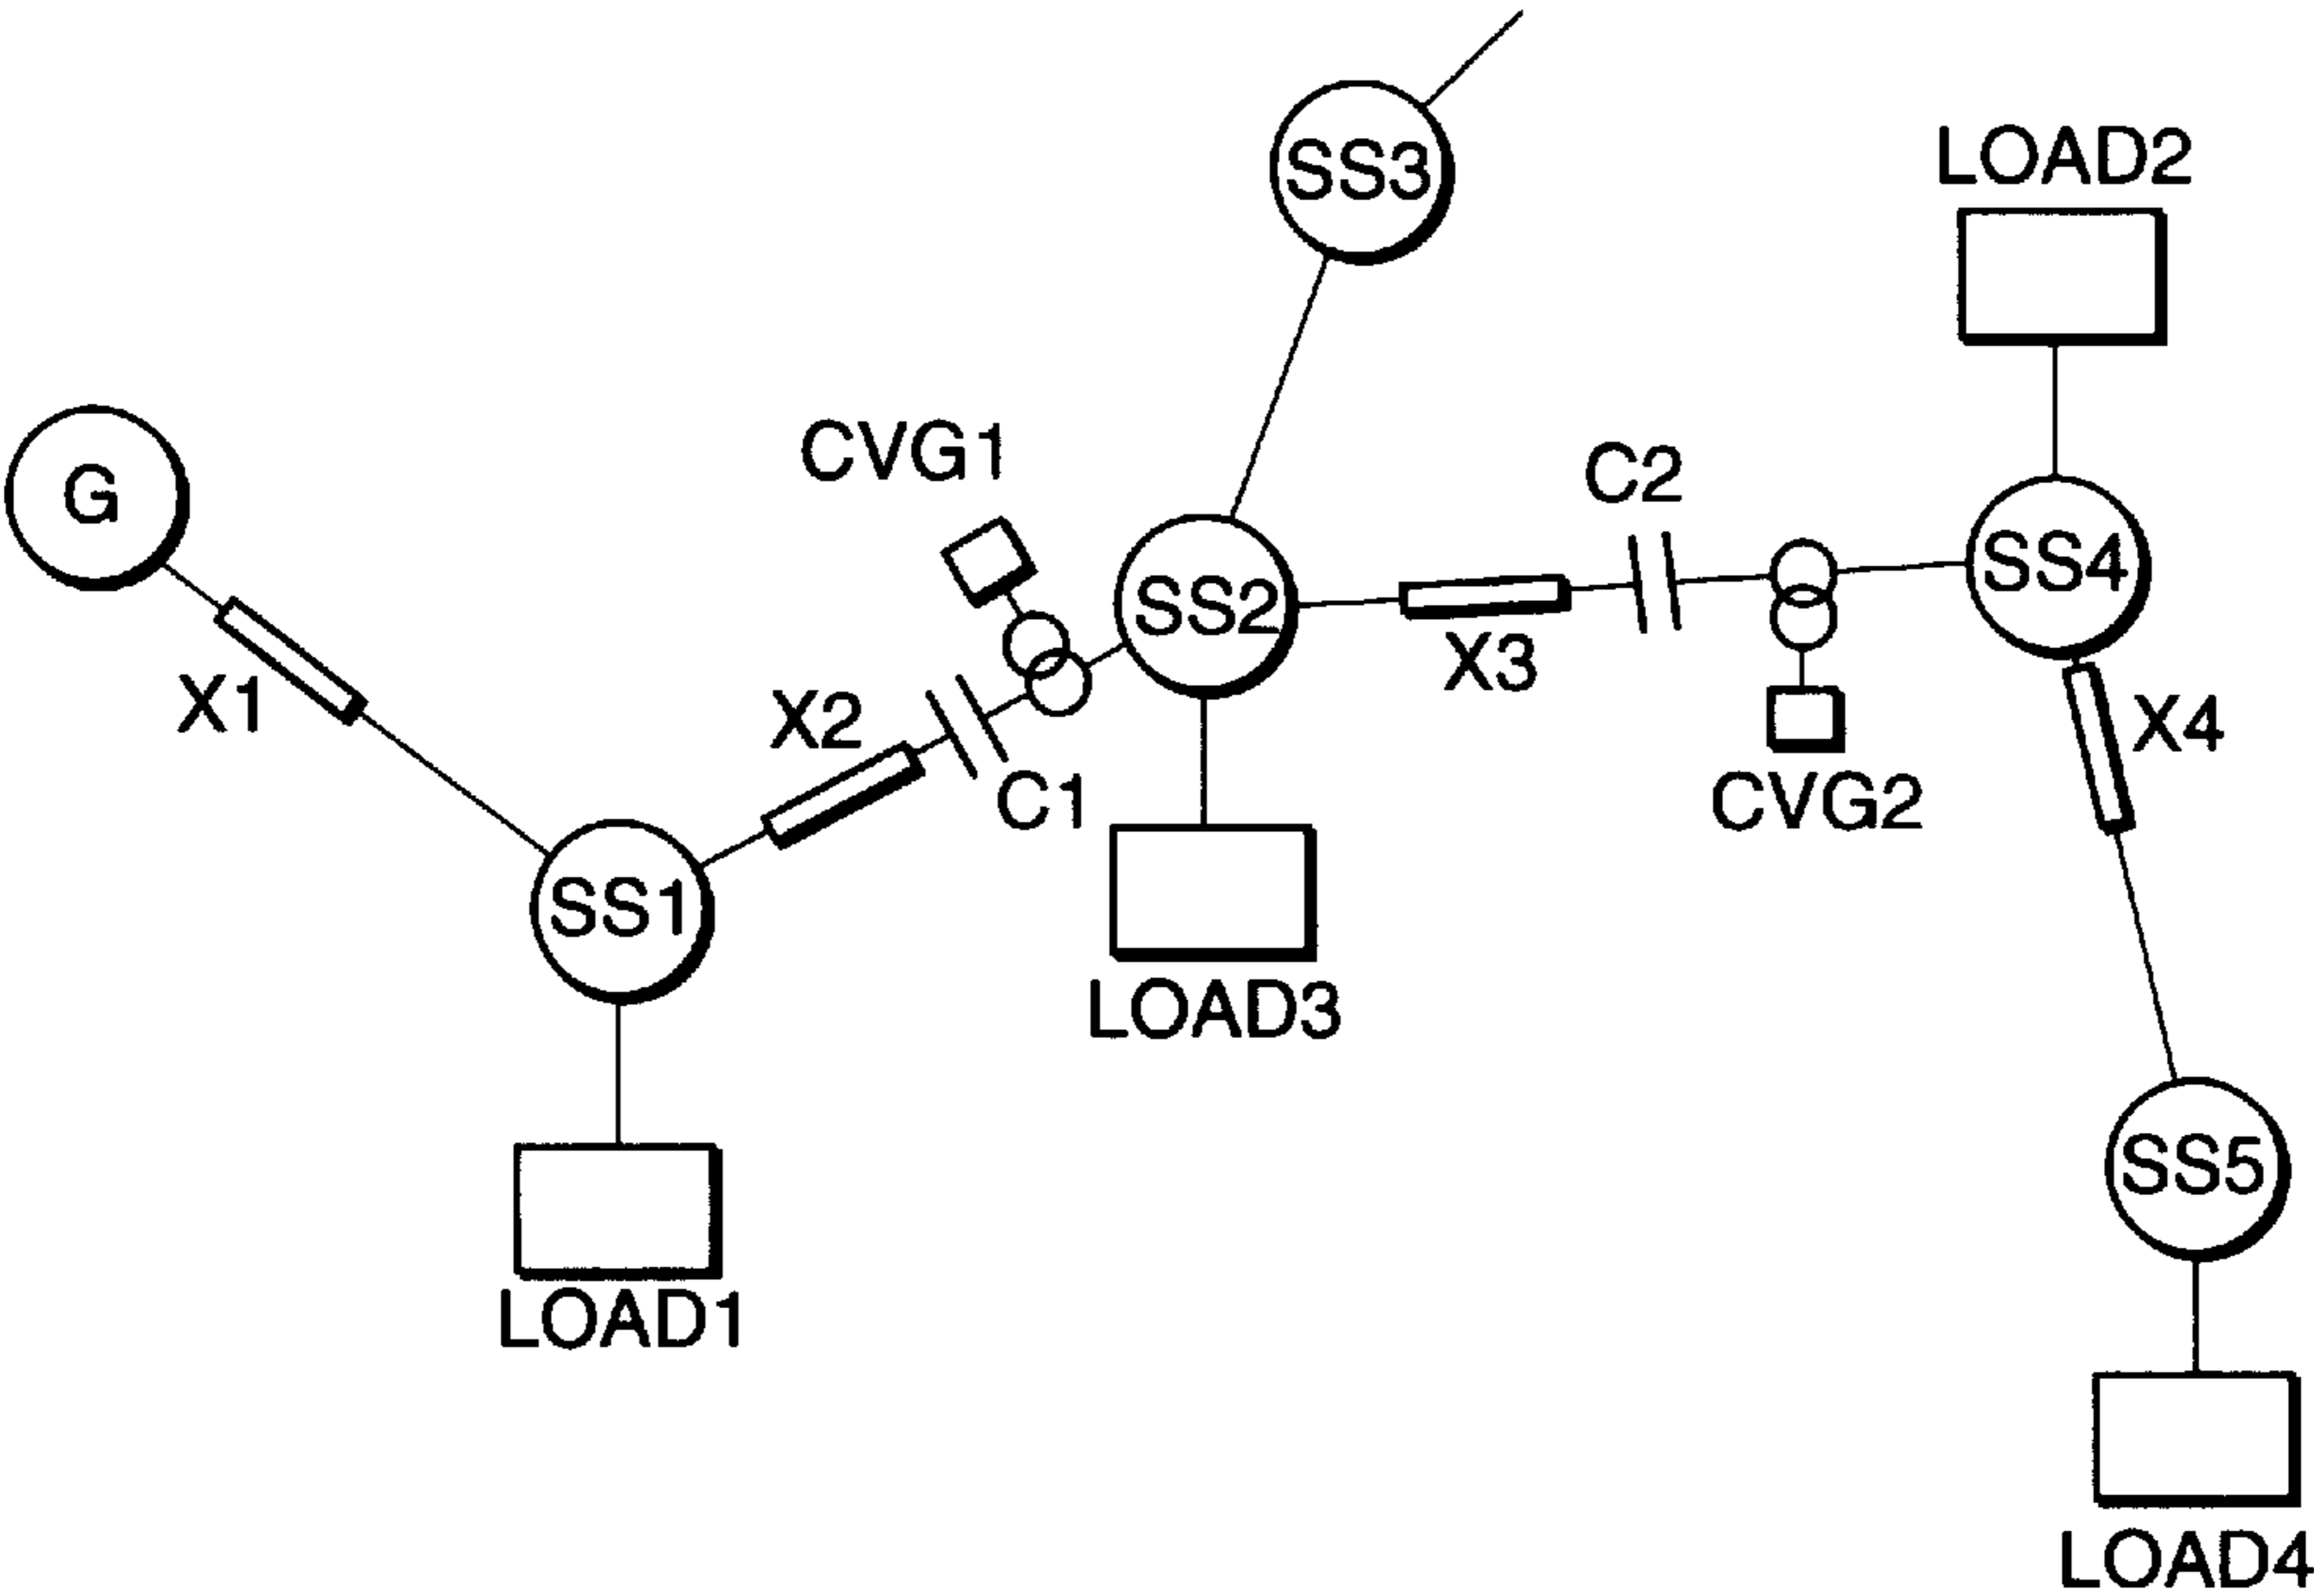 SS3
LOAD2
CVG1
C2
G
SS4
SS2
X3
X1
X2
X4
C1
CVG2
SS1
LOAD3
SS5
LOAD1
LOAD4